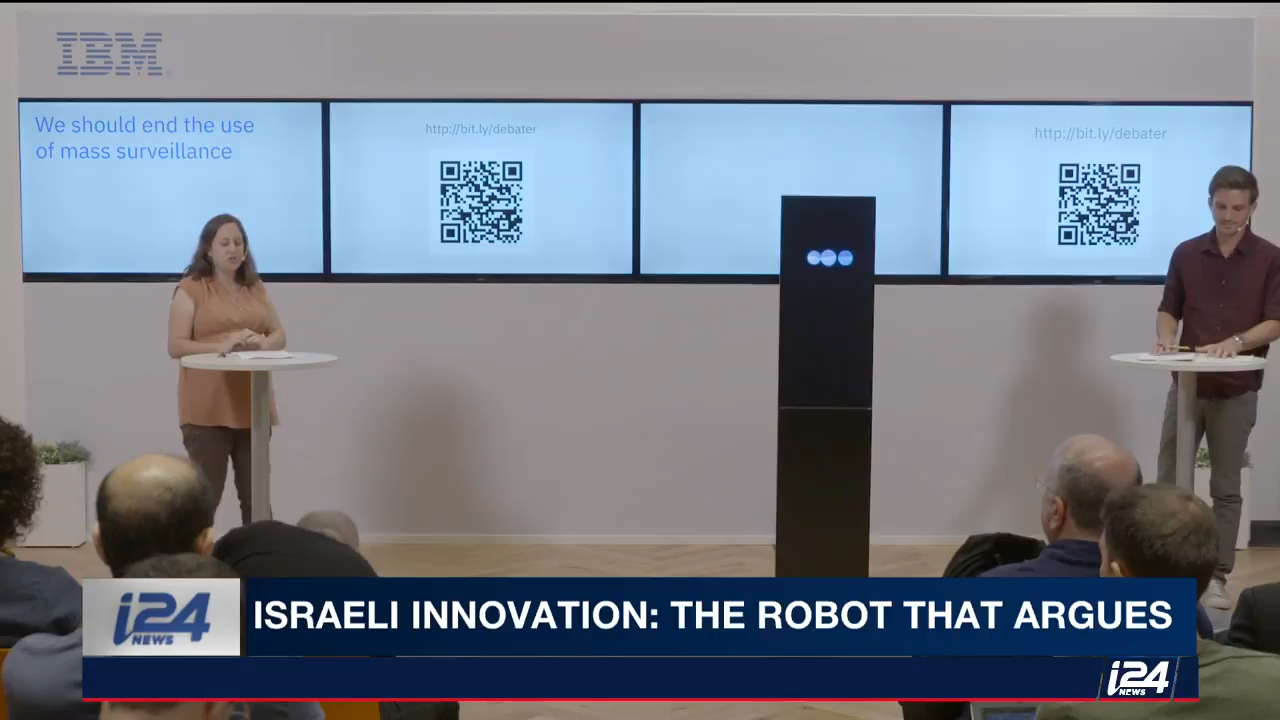 IBM
We should end the use
of mass surveillance
http://bit.ly/debater
http://bit.ly/debater
i24
NEWS
ISRAELI INNOVATION: THE ROBOT THAT ARGUES
i24
NEWS